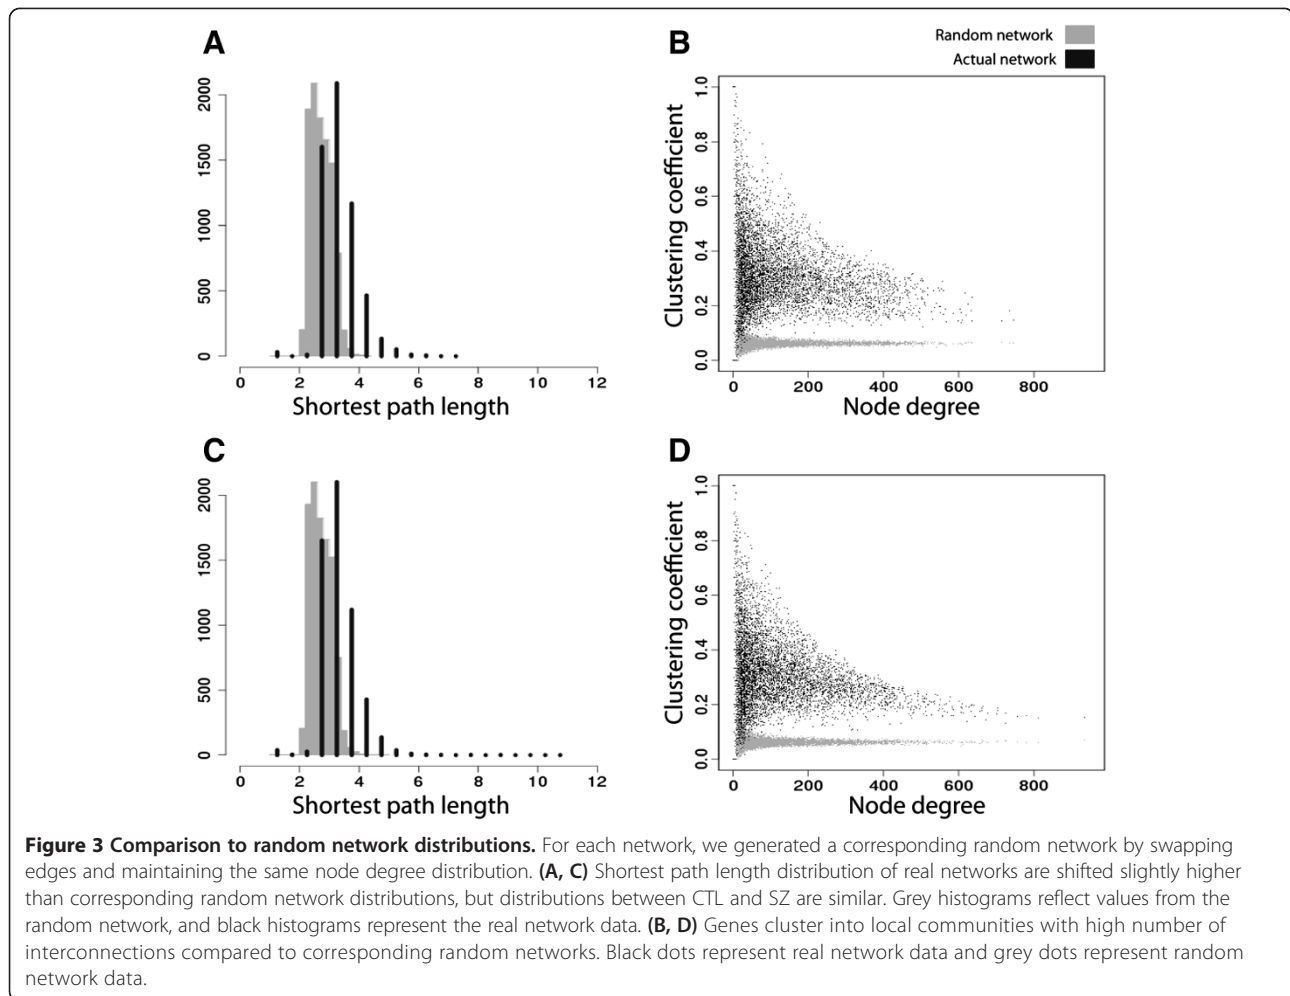 A
B
Random network
Actual network
2000
1500
1000
500
0
0 2 4 6 8 10 12
Shortest path length
Clustering coefficient
1.0
0.8
0.6
0.4
0.2
0.0
0 200 400 600 800
Node degree
C
D
2000
1500
1000
500
0
0 2 4 6 8 10 12
Shortest path length
Clustering coefficient
1.0
0.8
0.6
0.4
0.2
0.0
0 200 400 600 800
Node degree
Figure 3 Comparison to random network distributions. For each network, we generated a corresponding random network by swapping
edges and maintaining the same node degree distribution. (A, C) Shortest path length distribution of real networks are shifted slightly higher
than corresponding random network distributions, but distributions between CTL and SZ are similar. Grey histograms reflect values from the
random network, and black histograms represent the real network data. (B, D) Genes cluster into local communities with high number of
interconnections compared to corresponding random networks. Black dots represent real network data and grey dots represent random
network data.